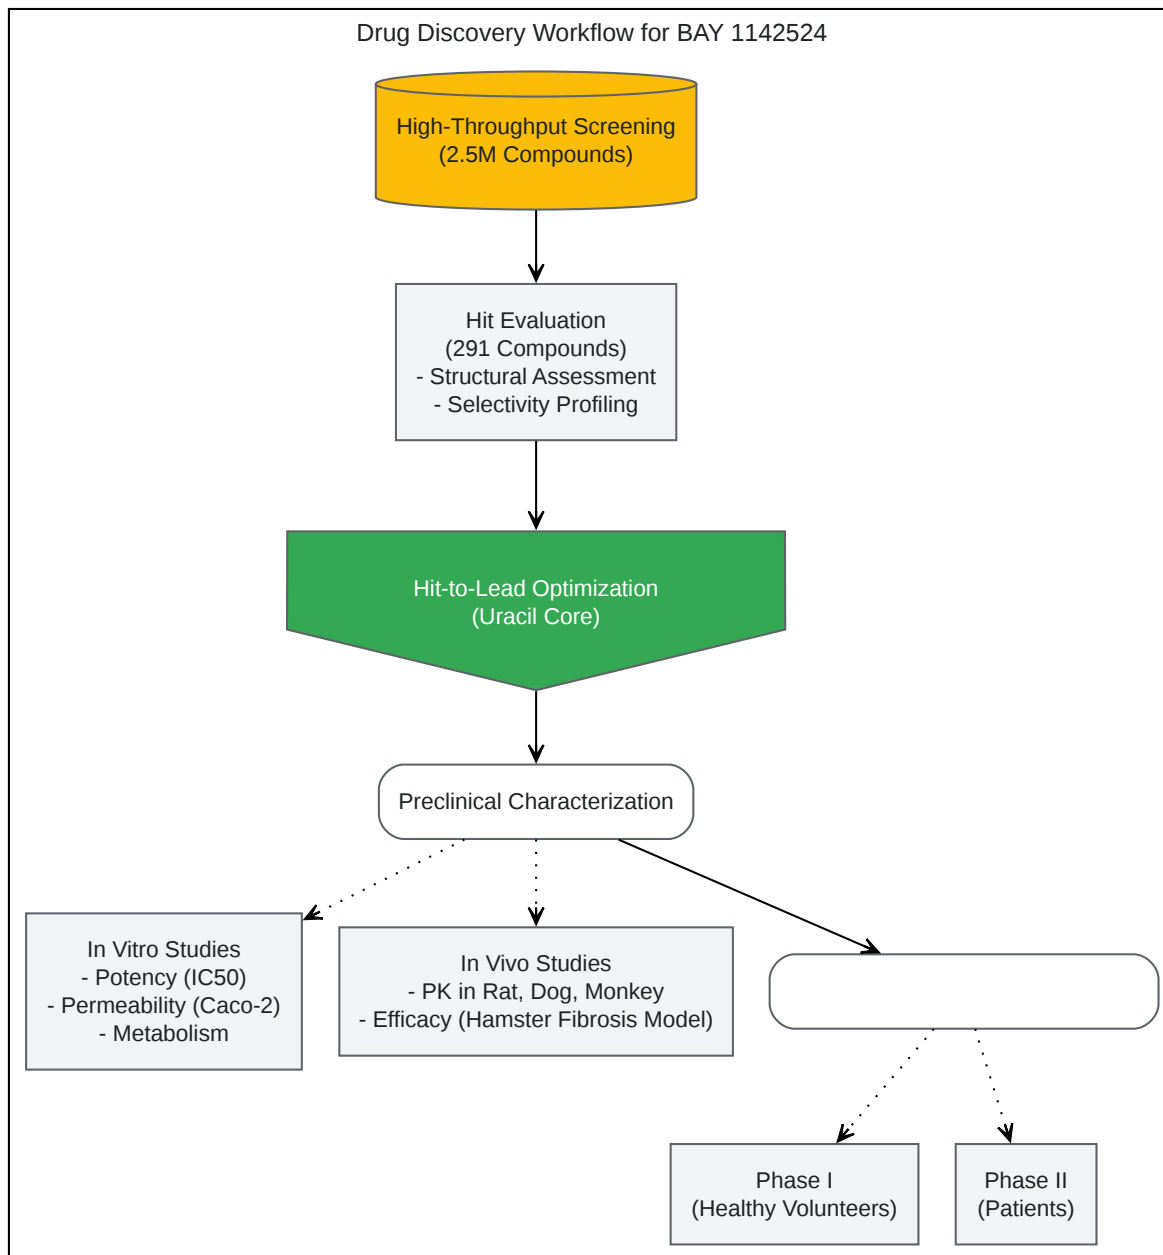 Drug Discovery Workflow for BAY 1142524
High-Throughput Screening
(2.5M Compounds)
Hit Evaluation
(291 Compounds)
- Structural Assessment
- Selectivity Profiling
Hit-to-Lead Optimization
(Uracil Core)
Preclinical Characterization
In Vitro Studies
- Potency (IC50)
- Permeability (Caco-2)
- Metabolism
In Vivo Studies
- PK in Rat, Dog, Monkey
- Efficacy (Hamster Fibrosis Model)
Phase I
(Healthy Volunteers)
Phase II
(Patients)